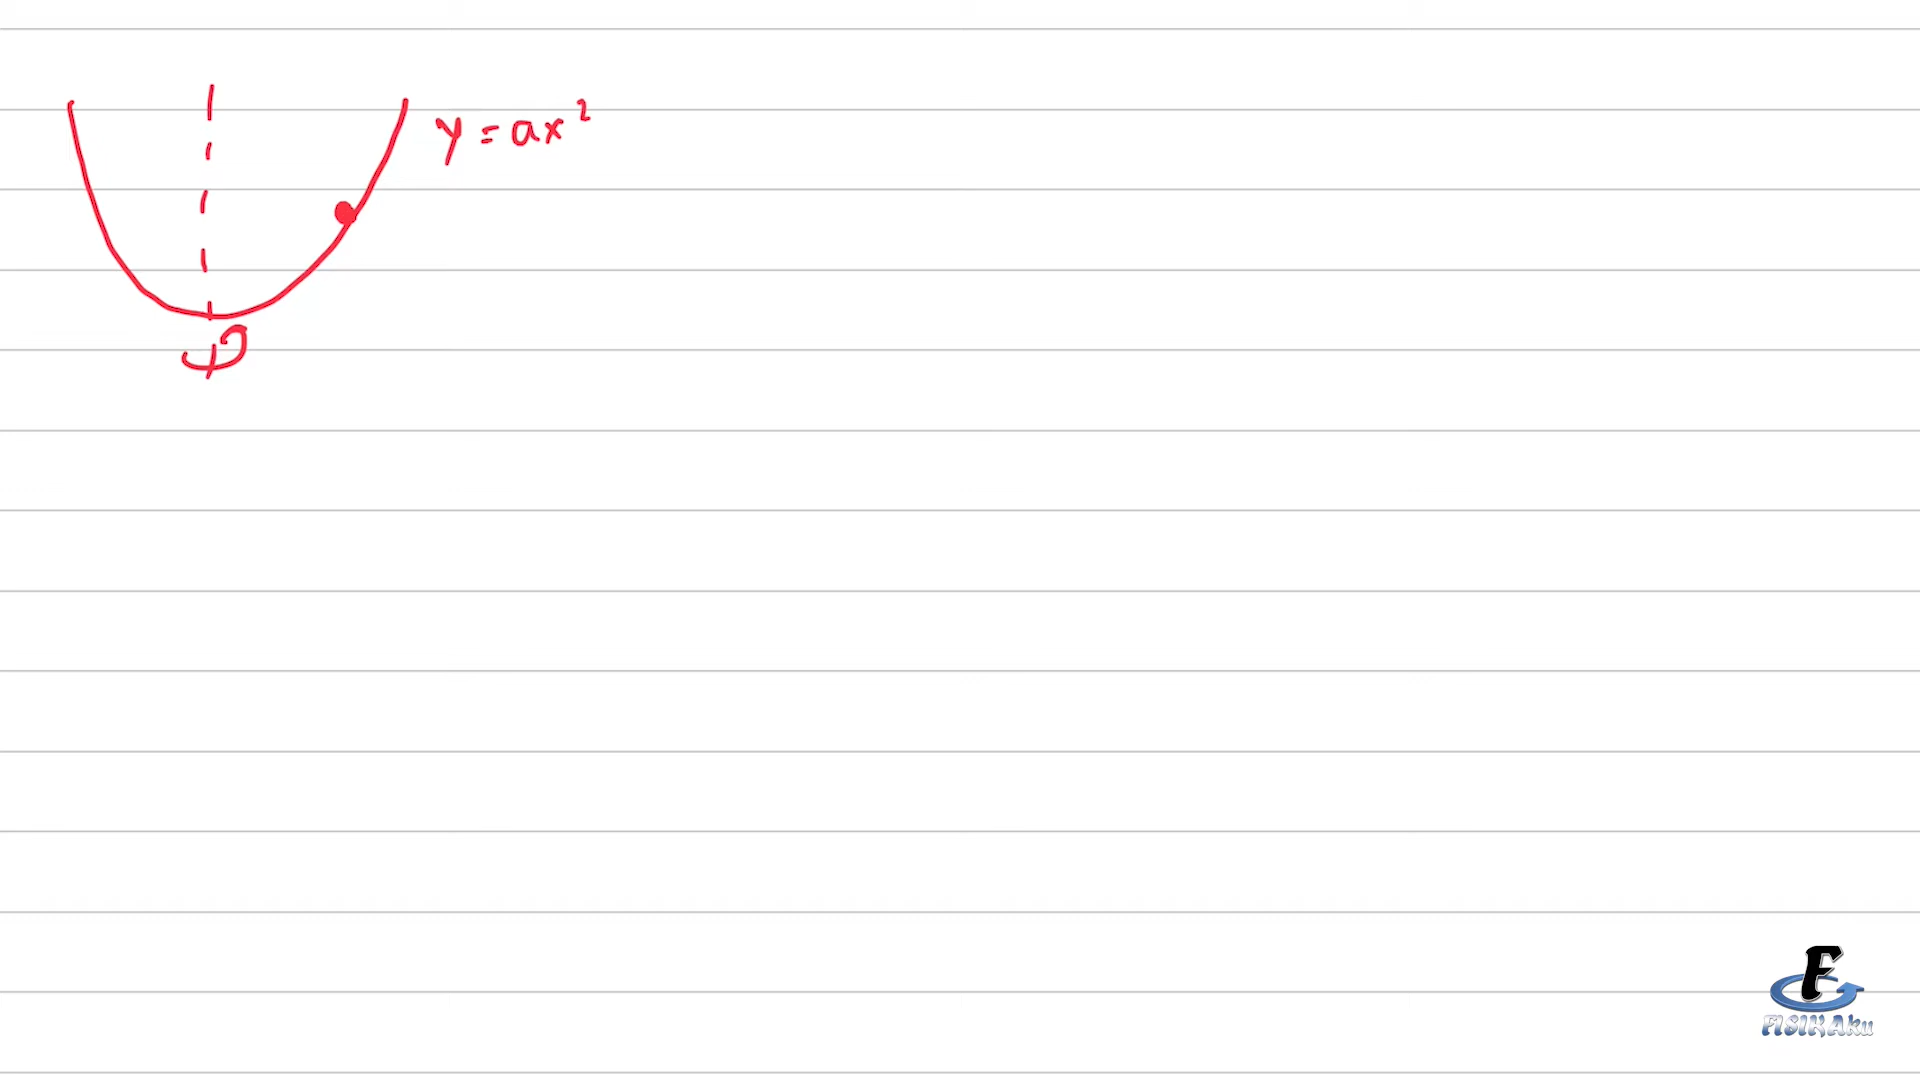 y = ax²
F
FISIKAku